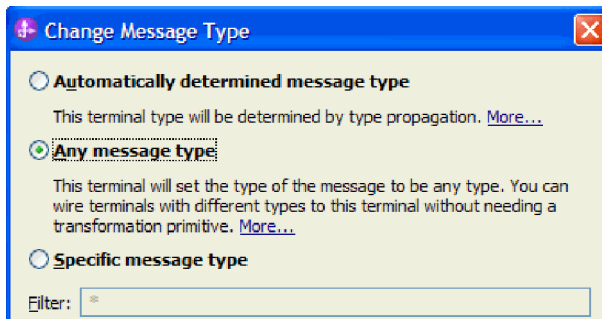 Change Message Type
Automatically determined message type
This terminal type will be determined by type propagation. More...
Any message type
This terminal will set the type of the message to be any type. You can
wire terminals with different types to this terminal without needing a
transformation primitive. More...
Specific message type
Filter: *